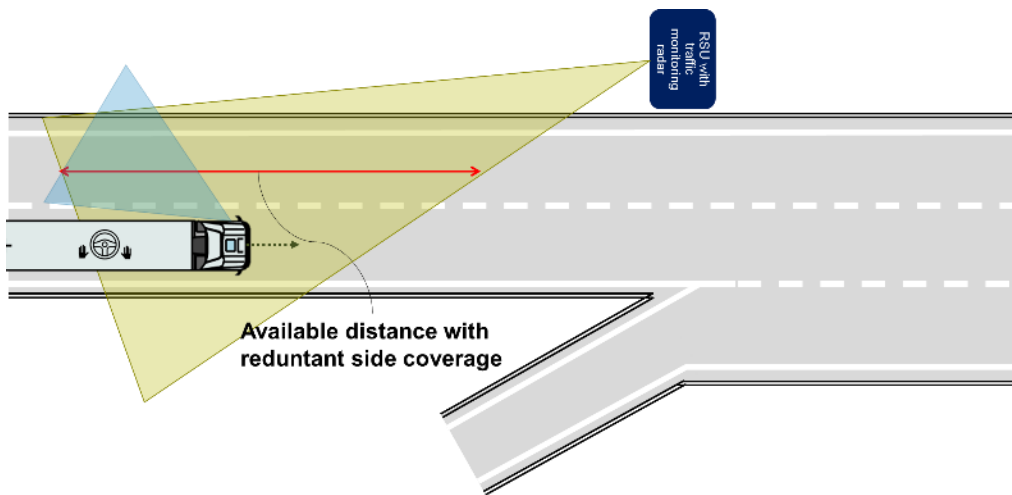 RSU with
traffic
monitoring
radar
Available distance with
reduntant side coverage